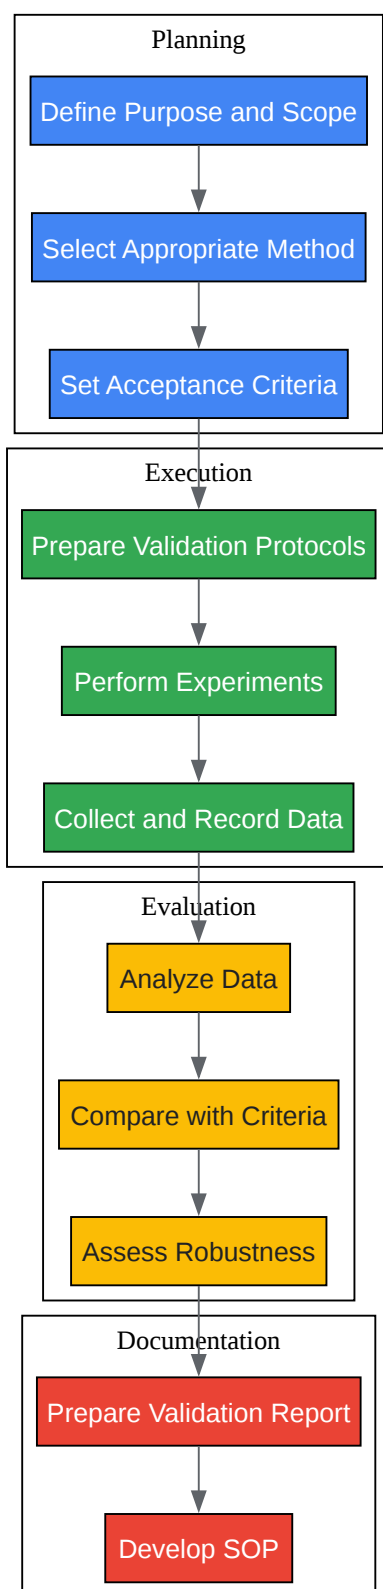 Planning
Define Purpose and Scope
Select Appropriate Method
Set Acceptance Criteria
Execution
Prepare Validation Protocols
Perform Experiments
Collect and Record Data
Evaluation
Analyze Data
Compare with Criteria
Assess Robustness
Documentation
Prepare Validation Report
Develop SOP